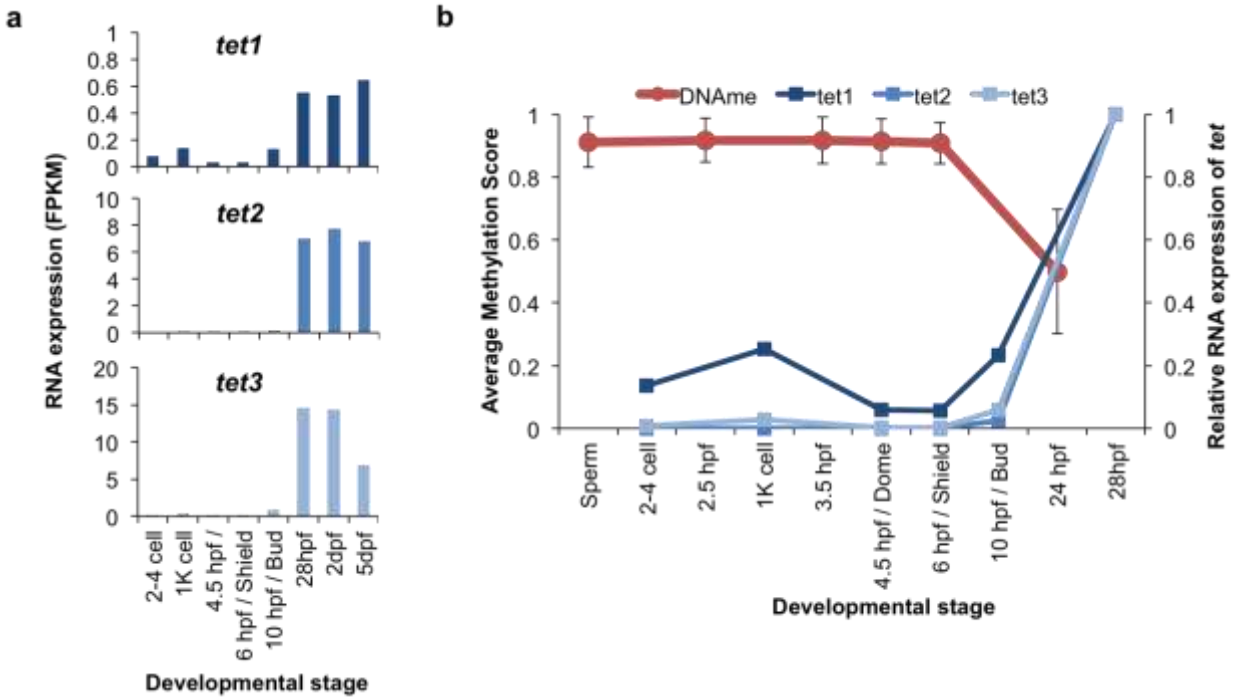 a
tet1
1
0.8
0.6
0.4
0.2
0
tet2
10
8
6
4
2
0
tet3
20
15
10
5
0
RNA expression (FPKM)
2-4 cell
1K cell
4.5 hpf /
6 hpf / Shield
10 hpf / Bud
28hpf
2dpf
5dpf
Developmental stage
b
DNAme tet1 tet2 tet3
Average Methylation Score
1
0.8
0.6
0.4
0.2
0
1
0.8
0.6
0.4
0.2
0
Relative RNA expression of tet
Sperm
2-4 cell
2.5 hpf
1K cell
3.5 hpf
4.5 hpf / Dome
6 hpf / Shield
10 hpf / Bud
24 hpf
28hpf
Developmental stage